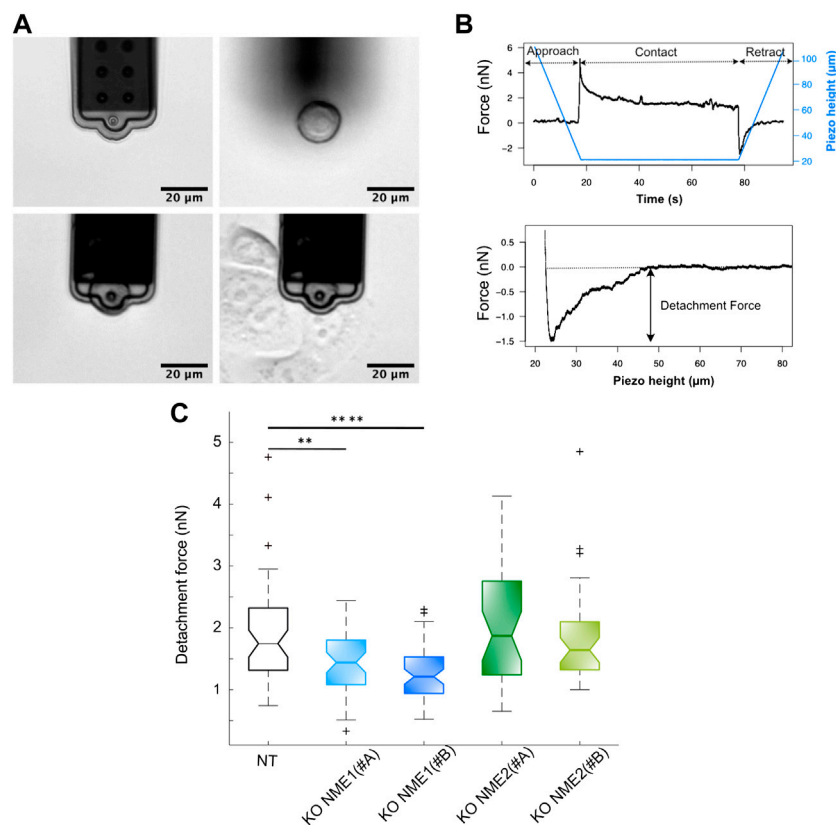 A
20 µm
20 µm
20 µm
20 µm
B
Approach
Contact
Retract
Force (nN)
6
4
2
0
−2
100
80
60
40
20
Piezo height (µm)
0
20
40
60
80
Time (s)
Force (nN)
0.5
0.0
−0.5
−1.0
−1.5
Detachment Force
20
30
40
50
60
70
80
Piezo height (µm)
C
Detachment force (nN)
5
4
3
2
1
**
****
NT
KO NME1(#A)
KO NME1(#B)
KO NME2(#A)
KO NME2(#B)